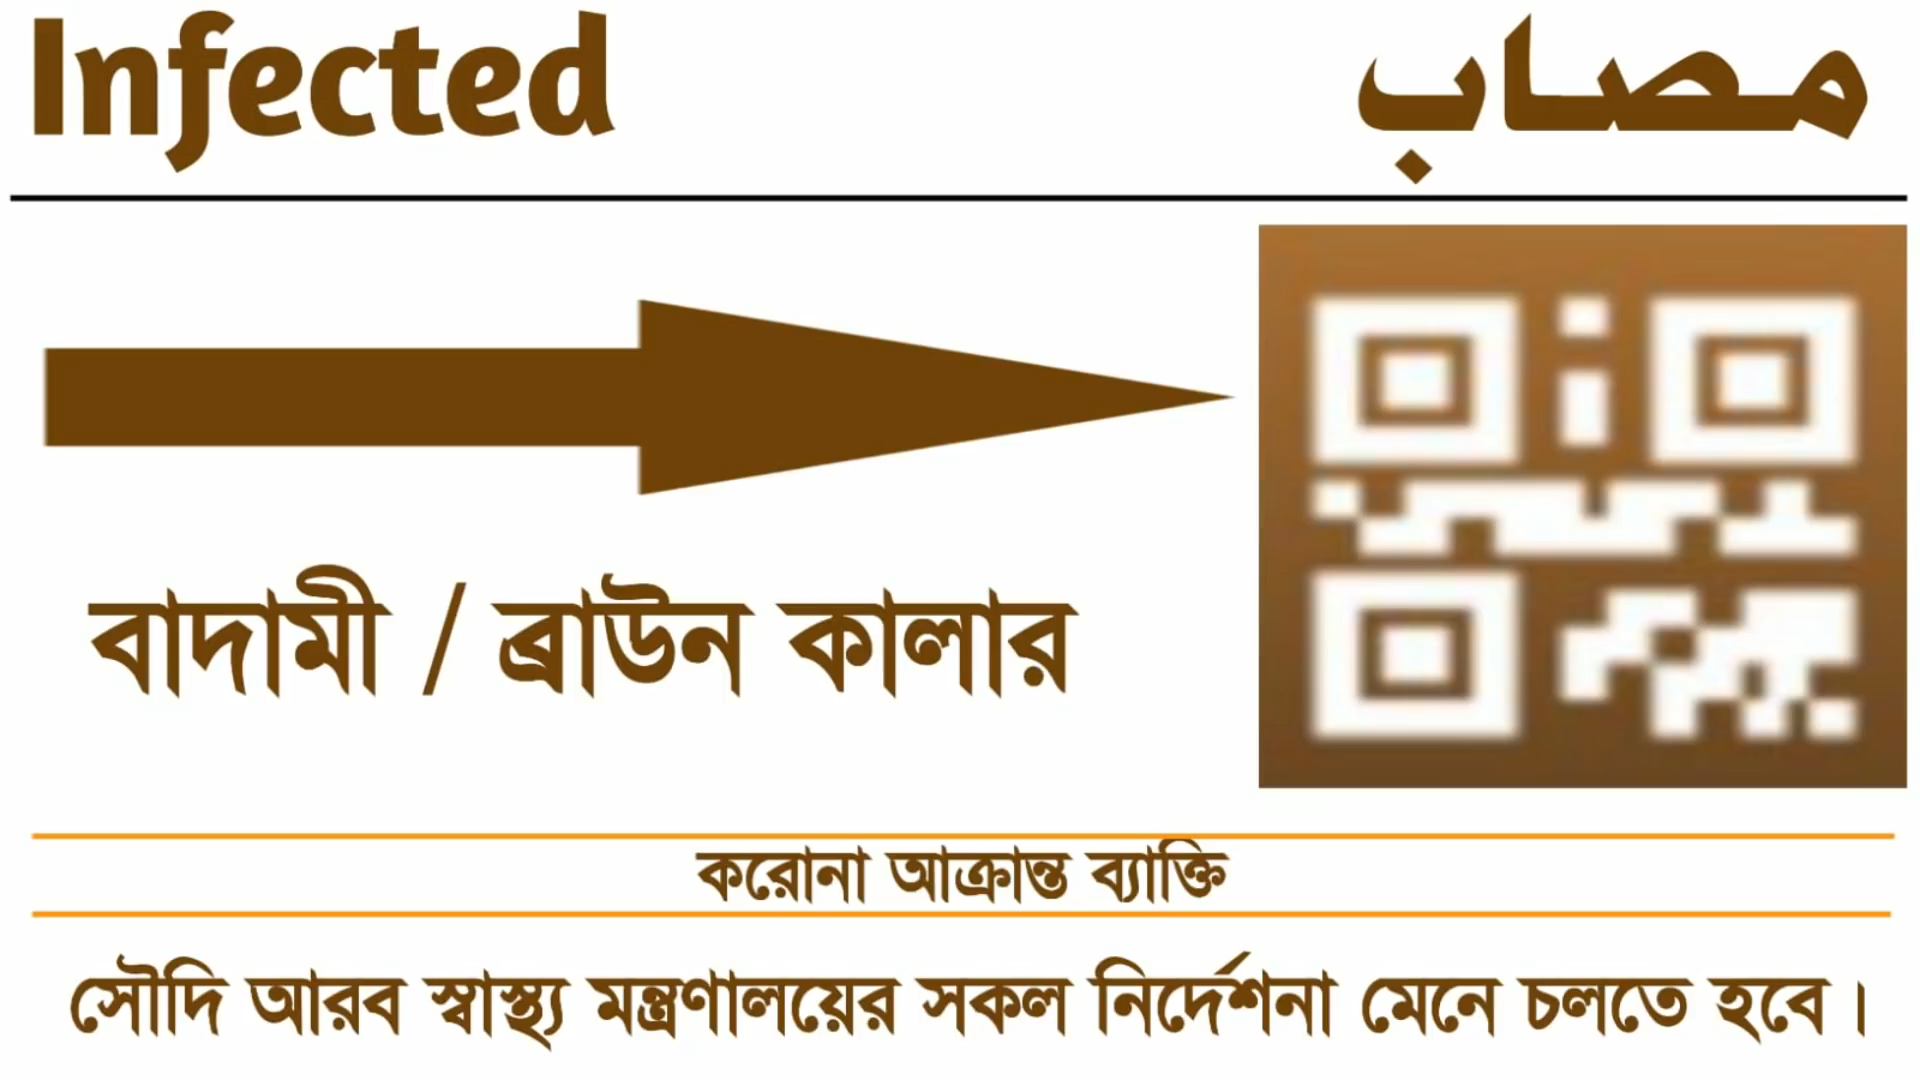 Infected مصاب
বাদামী / ব্রাউন কালার
করোনা আক্রান্ত ব্যাক্তি
সৌদি আরব স্বাস্থ্য মন্ত্রণালয়ের সকল নির্দেশনা মেনে চলতে হবে।